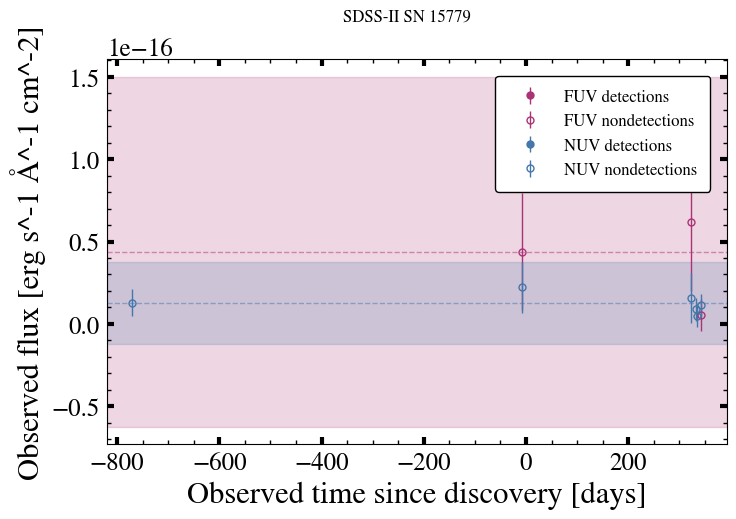 SDSS-II SN 15779
1e−16
Observed flux [erg s^-1 Å^-1 cm^-2]
1.5
1.0
0.5
0.0
−0.5
FUV detections
FUV nondetections
NUV detections
NUV nondetections
−800 −600 −400 −200 0 200
Observed time since discovery [days]